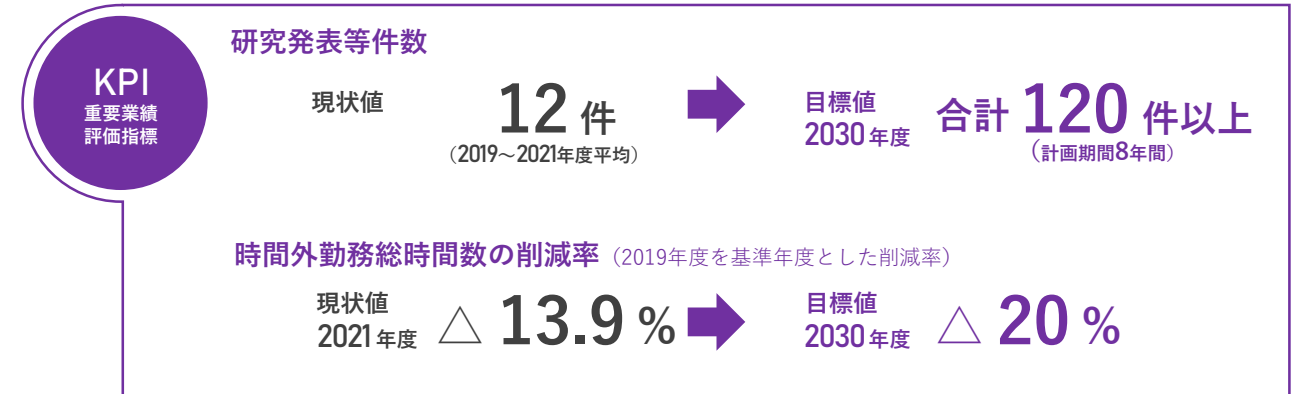 KPI
重要業績
評価指標
研究発表等件数
現状値
12 件
（2019～2021年度平均）
目標値
2030 年度
合計 120 件以上
（計画期間8年間）
時間外勤務総時間数の削減率（2019年度を基準年度とした削減率）
現状値
2021 年度
△ 13.9 %
目標値
2030 年度
△ 20 %